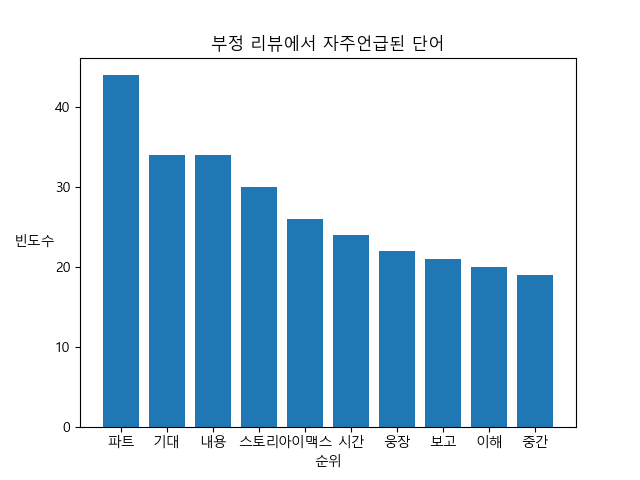 부정 리뷰에서 자주언급된 단어
40
30
빈도수
20
10
0
파트 기대 내용 스토리 아이맥스 시간 웅장 보고 이해 중간
순위